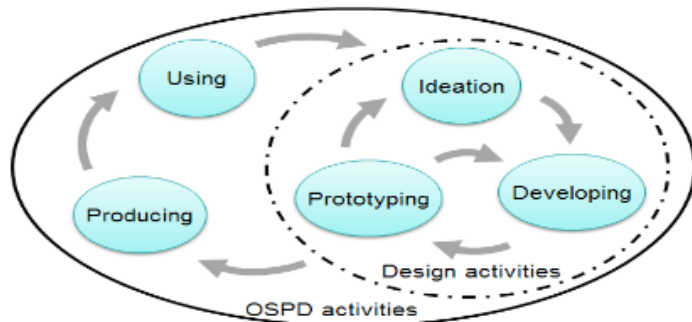 Using
Ideation
Prototyping
Developing
Producing
Design activities
OSPD activities